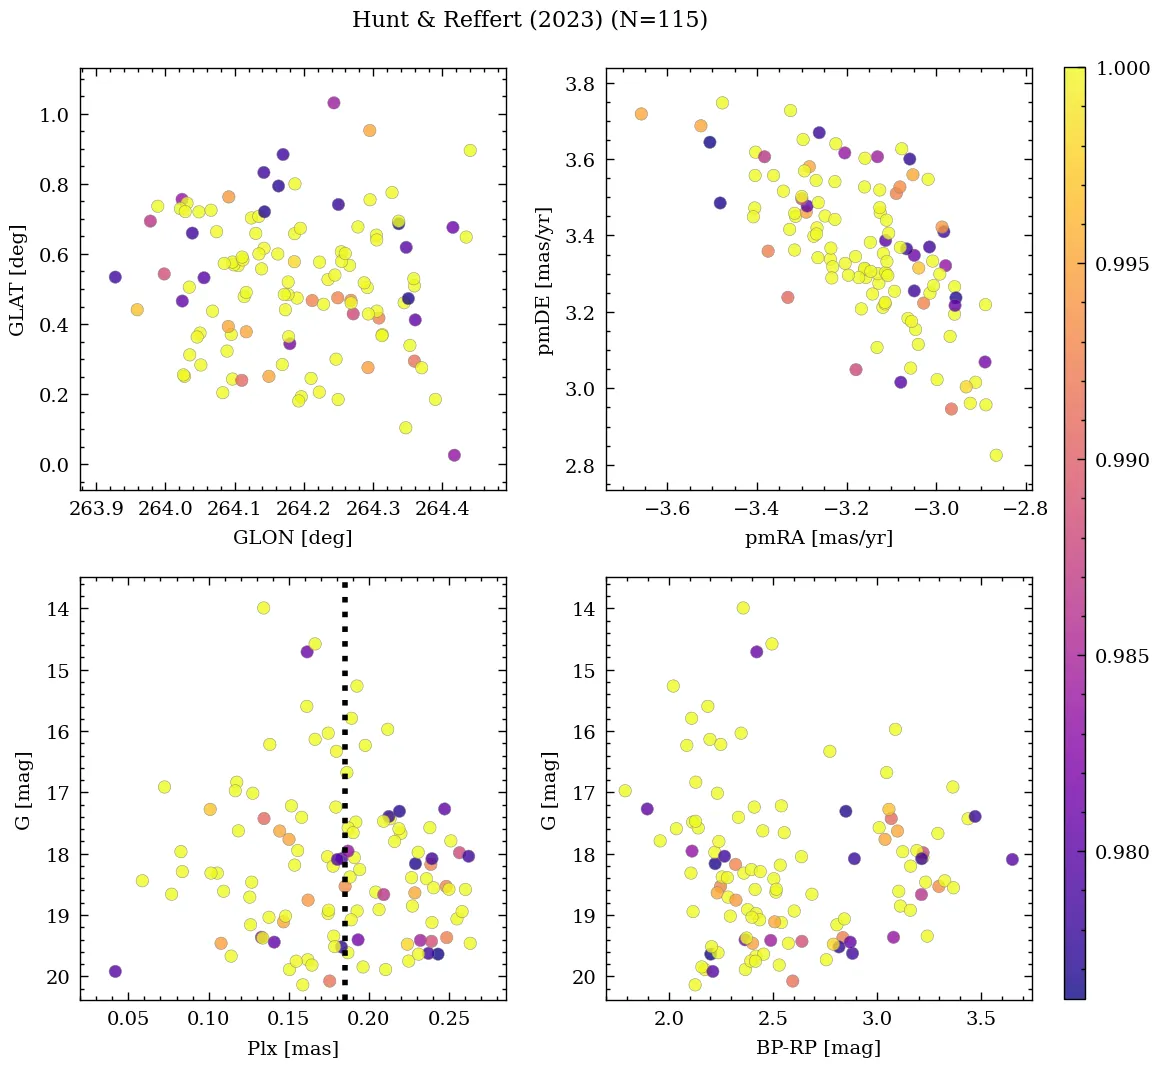 Hunt & Reffert (2023) (N=115)
1.0
0.8
0.6
0.4
0.2
0.0
GLAT [deg]
263.9 264.0 264.1 264.2 264.3 264.4
GLON [deg]
3.8
3.6
3.4
3.2
3.0
2.8
pmDE [mas/yr]
−3.6 −3.4 −3.2 −3.0 −2.8
pmRA [mas/yr]
1.000
0.995
0.990
0.985
0.980
14
15
16
17
18
19
20
G [mag]
0.05 0.10 0.15 0.20 0.25
Plx [mas]
14
15
16
17
18
19
20
G [mag]
2.0 2.5 3.0 3.5
BP-RP [mag]